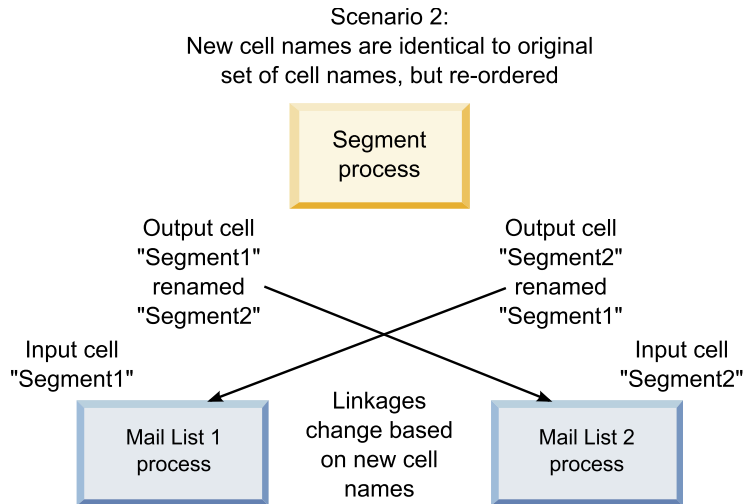 Scenario 2:
New cell names are identical to original
set of cell names, but re-ordered
Segment
process
Output cell
"Segment1"
renamed
"Segment2"
Output cell
"Segment2"
renamed
"Segment1"
Input cell
"Segment1"
Input cell
"Segment2"
Mail List 1
process
Linkages
change based
on new cell
names
Mail List 2
process